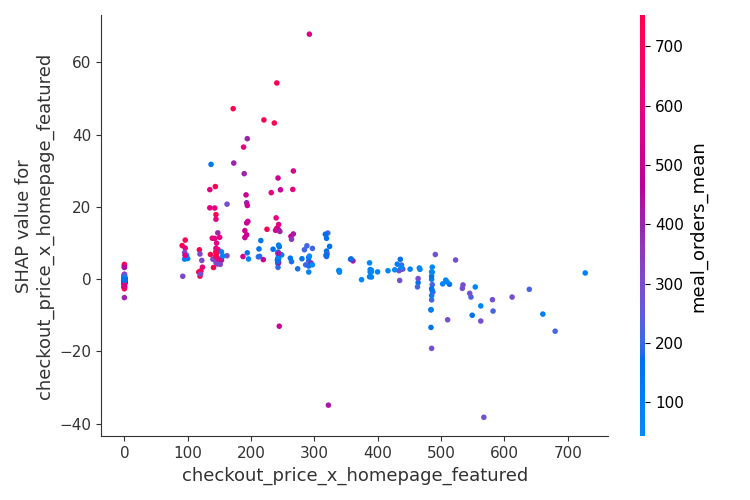 SHAP value for
checkout_price_x_homepage_featured
60
40
20
0
−20
−40
0 100 200 300 400 500 600 700
checkout_price_x_homepage_featured
700
600
500
400
300
200
100
meal_orders_mean